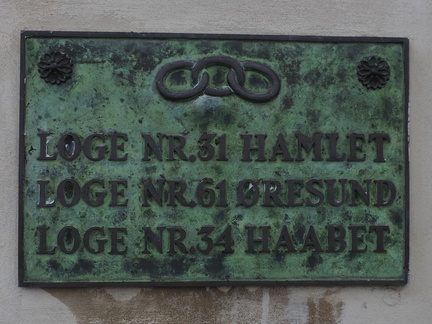 LOGE NR.31 HAMLET
LOGE NR.61 ØRESUND
LOGE NR.34 HAABET